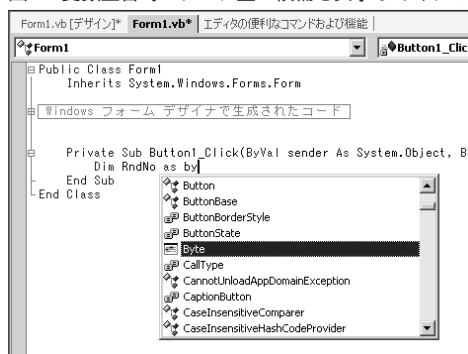 Form1.vb [デザイン]* Form1.vb* エディタの便利なコマンドおよび機能
Form1 Button1_Clic
Public Class Form1
Inherits System.Windows.Forms.Form
Windows フォーム デザイナで生成されたコード
Private Sub Button1_Click(ByVal sender As System.Object, B
Dim RndNo as by
End Sub
End Class
Button
ButtonBase
ButtonBorderStyle
ButtonState
Byte
CallType
CannotUnloadAppDomainException
CaptionButton
CaseInsensitiveComparer
CaseInsensitiveHashCodeProvider